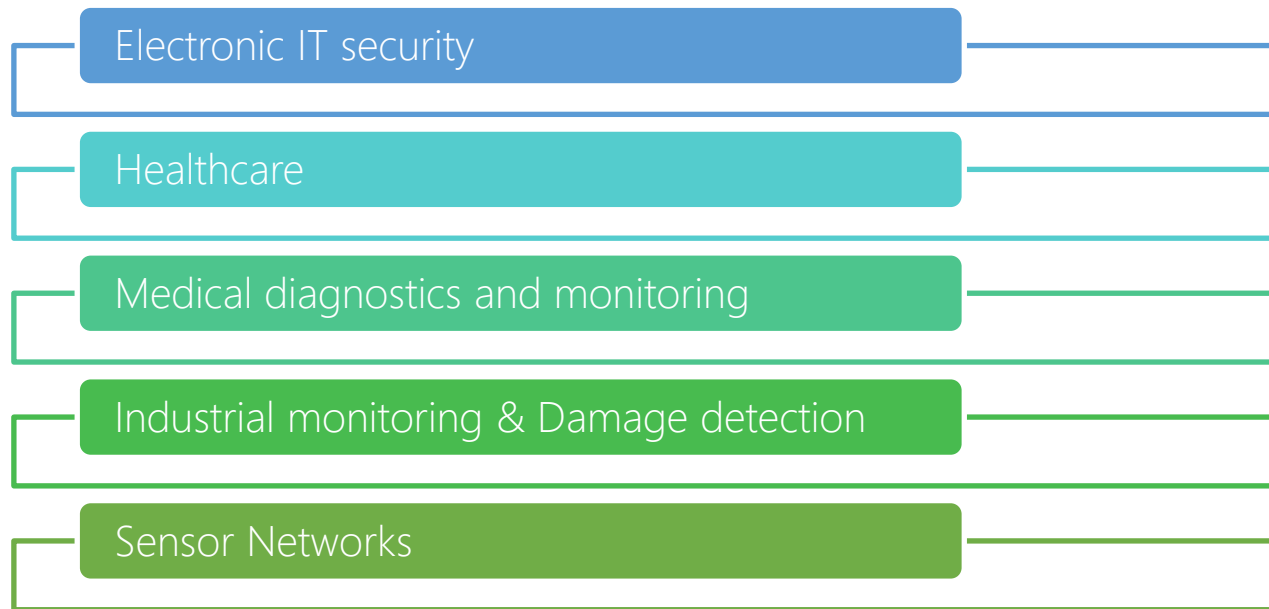 Electronic IT security
Healthcare
Medical diagnostics and monitoring
Industrial monitoring & Damage detection
Sensor Networks